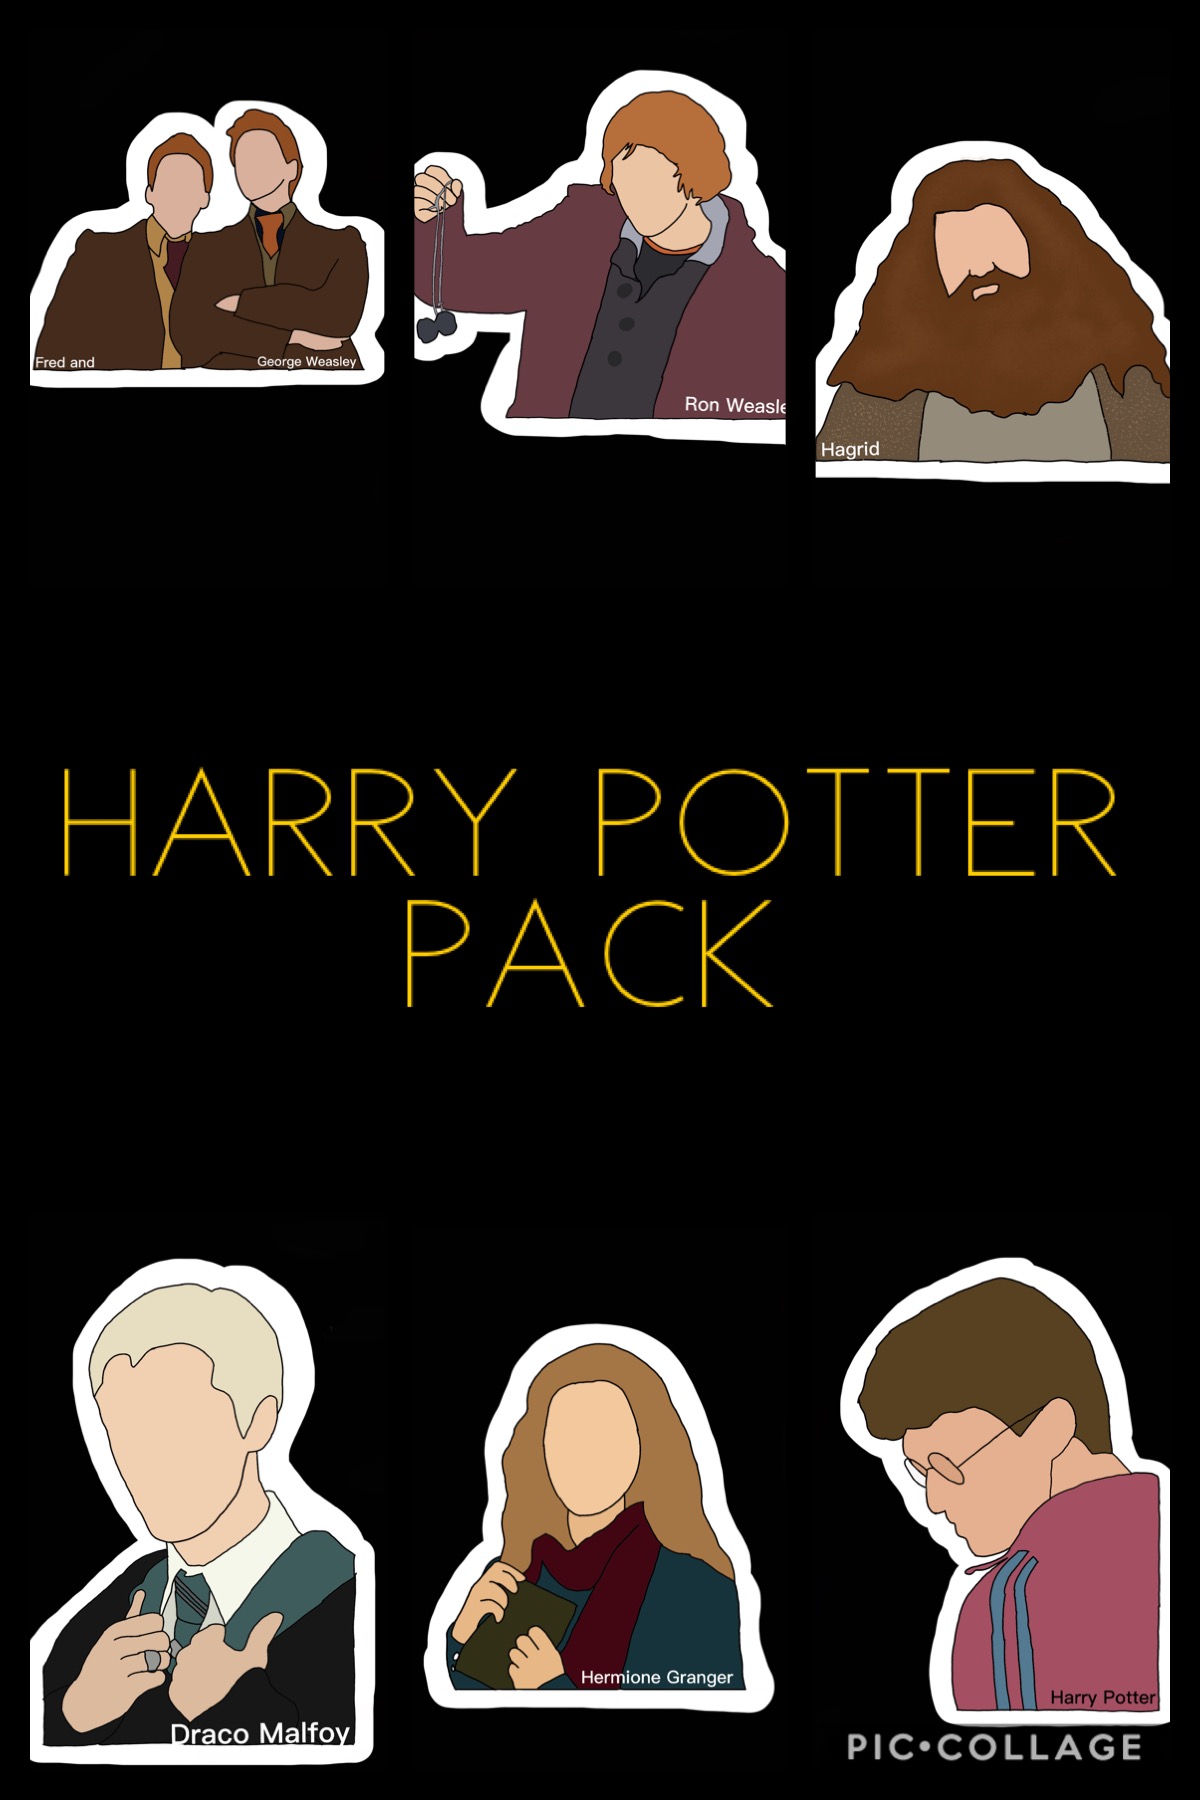 Fred and
George Weasley
Ron Weasle
Hagrid
HARRY POTTER
PACK
Draco Malfoy
Hermione Granger
Harry Potter
PIC•COLLAGE